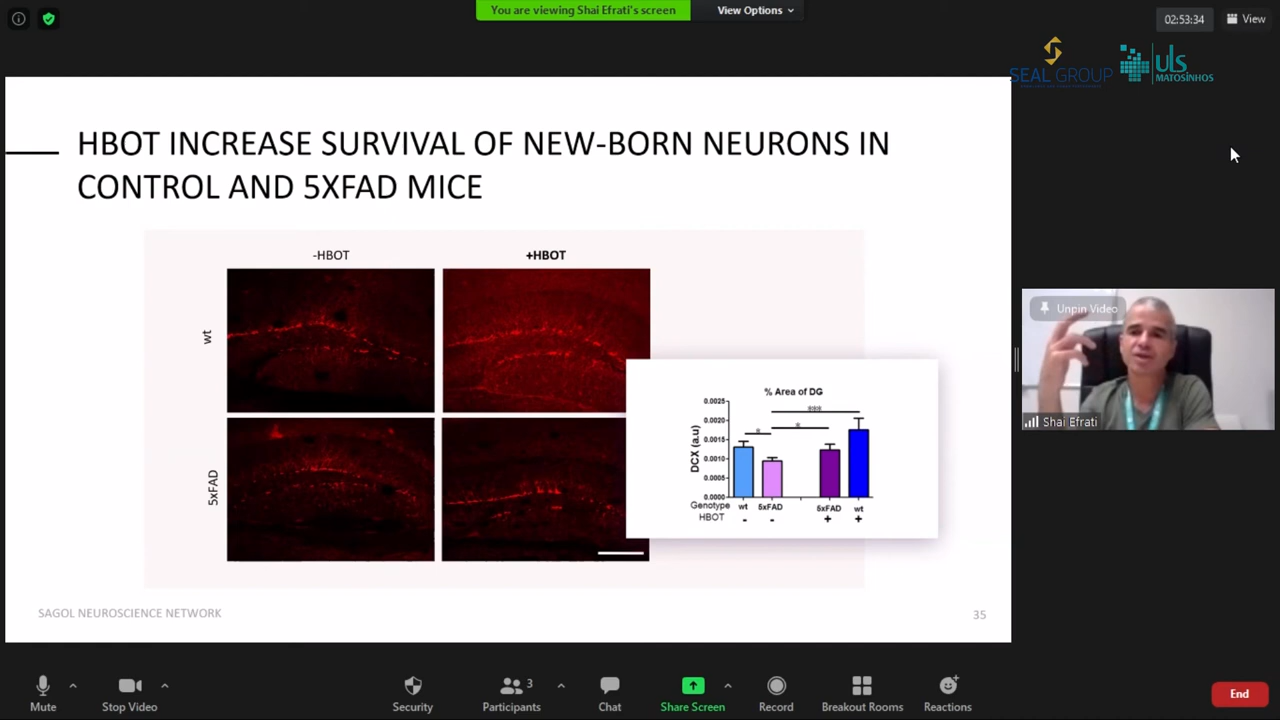 You are viewing Shai Efrati's screen
View Options
02:53:34
View
SEAL GROUP
uls
MATOSINHOS
HBOT INCREASE SURVIVAL OF NEW-BORN NEURONS IN
CONTROL AND 5XFAD MICE
-HBOT
+HBOT
wt
5xFAD
% Area of DG
DCX (a.u)
0.0025
0.0020
0.0015
0.0010
0.0005
0.0000
*
*
***
Genotype wt 5xFAD 5xFAD wt
HBOT - - + +
Unpin Video
Shai Efrati
SAGOL NEUROSCIENCE NETWORK
35
Mute
Stop Video
Security
Participants
3
Chat
Share Screen
Record
Breakout Rooms
Reactions
End